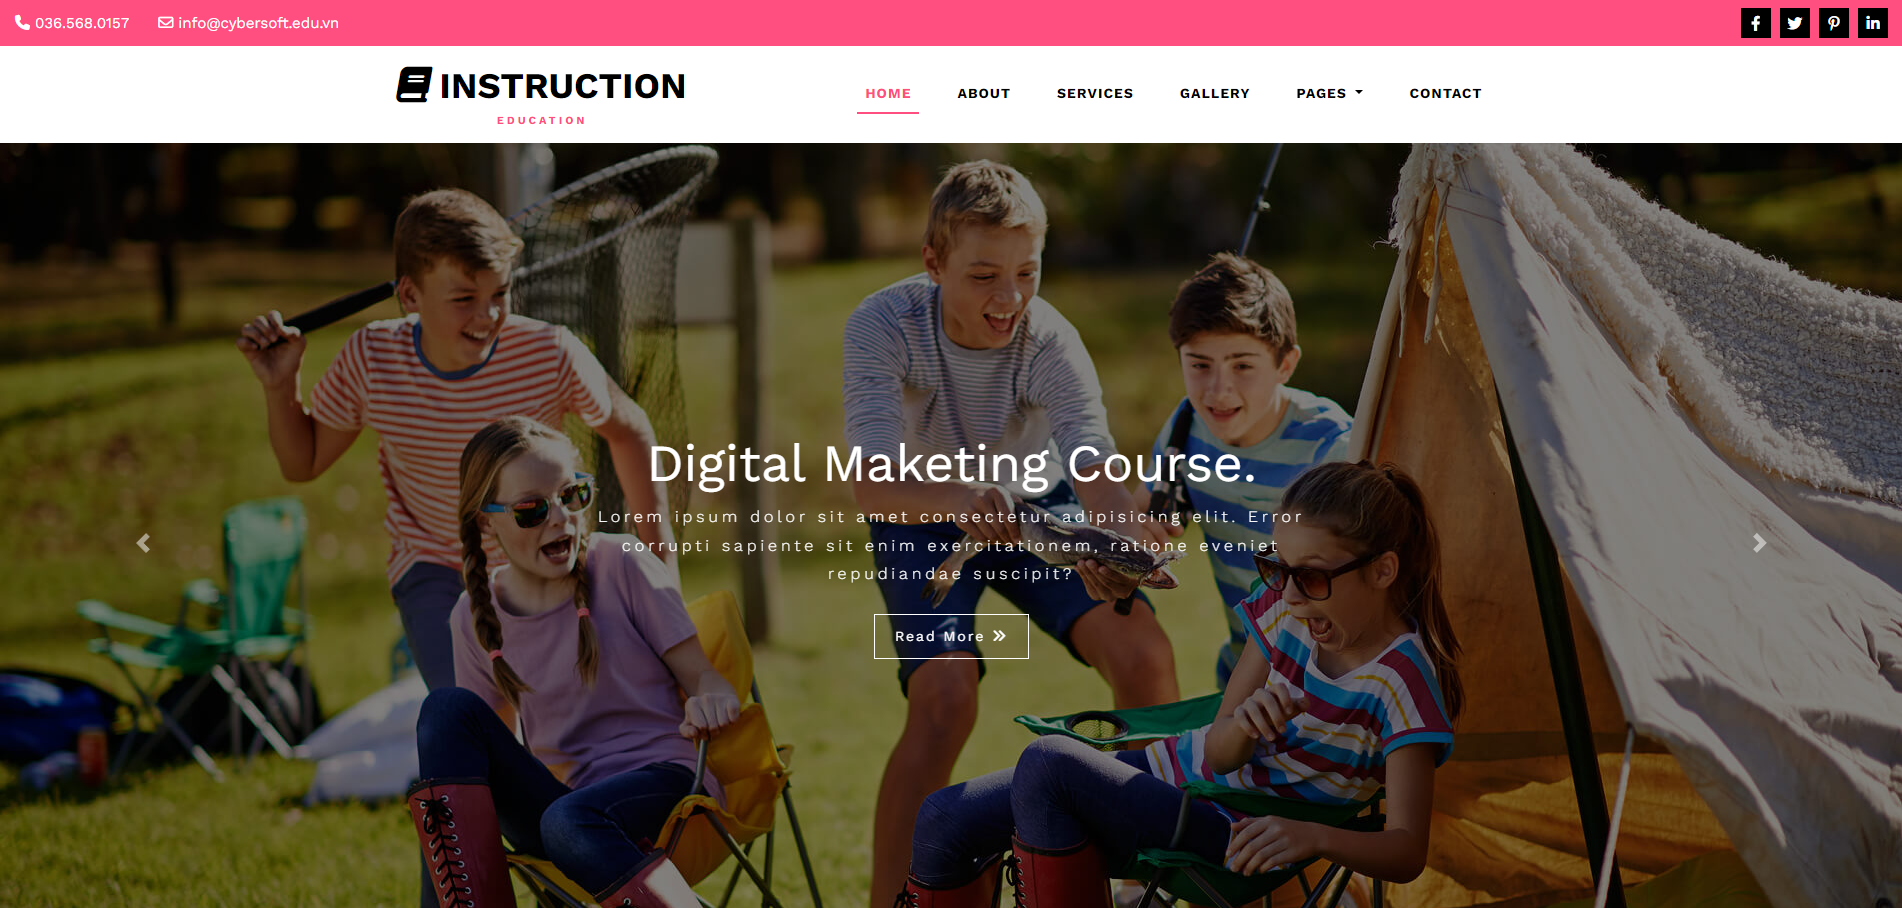 036.568.0157 info@cybersoft.edu.vn
INSTRUCTION
EDUCATION
HOME ABOUT SERVICES GALLERY PAGES CONTACT
Digital Maketing Course.
Lorem ipsum dolor sit amet consectetur adipisicing elit. Error
corrupti sapiente sit enim exercitationem, ratione eveniet
repudiandae suscipit?
Read More